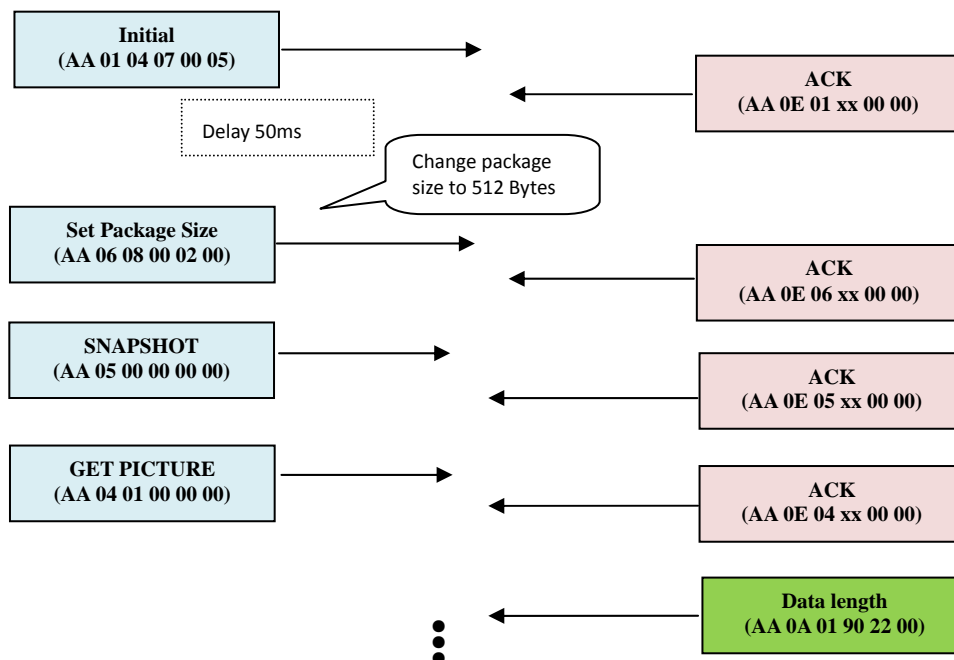 Initial
(AA 01 04 07 00 05)
ACK
(AA 0E 01 xx 00 00)
Delay 50ms
Change package
size to 512 Bytes
Set Package Size
(AA 06 08 00 02 00)
ACK
(AA 0E 06 xx 00 00)
SNAPSHOT
(AA 05 00 00 00 00)
ACK
(AA 0E 05 xx 00 00)
GET PICTURE
(AA 04 01 00 00 00)
ACK
(AA 0E 04 xx 00 00)
Data length
(AA 0A 01 90 22 00)